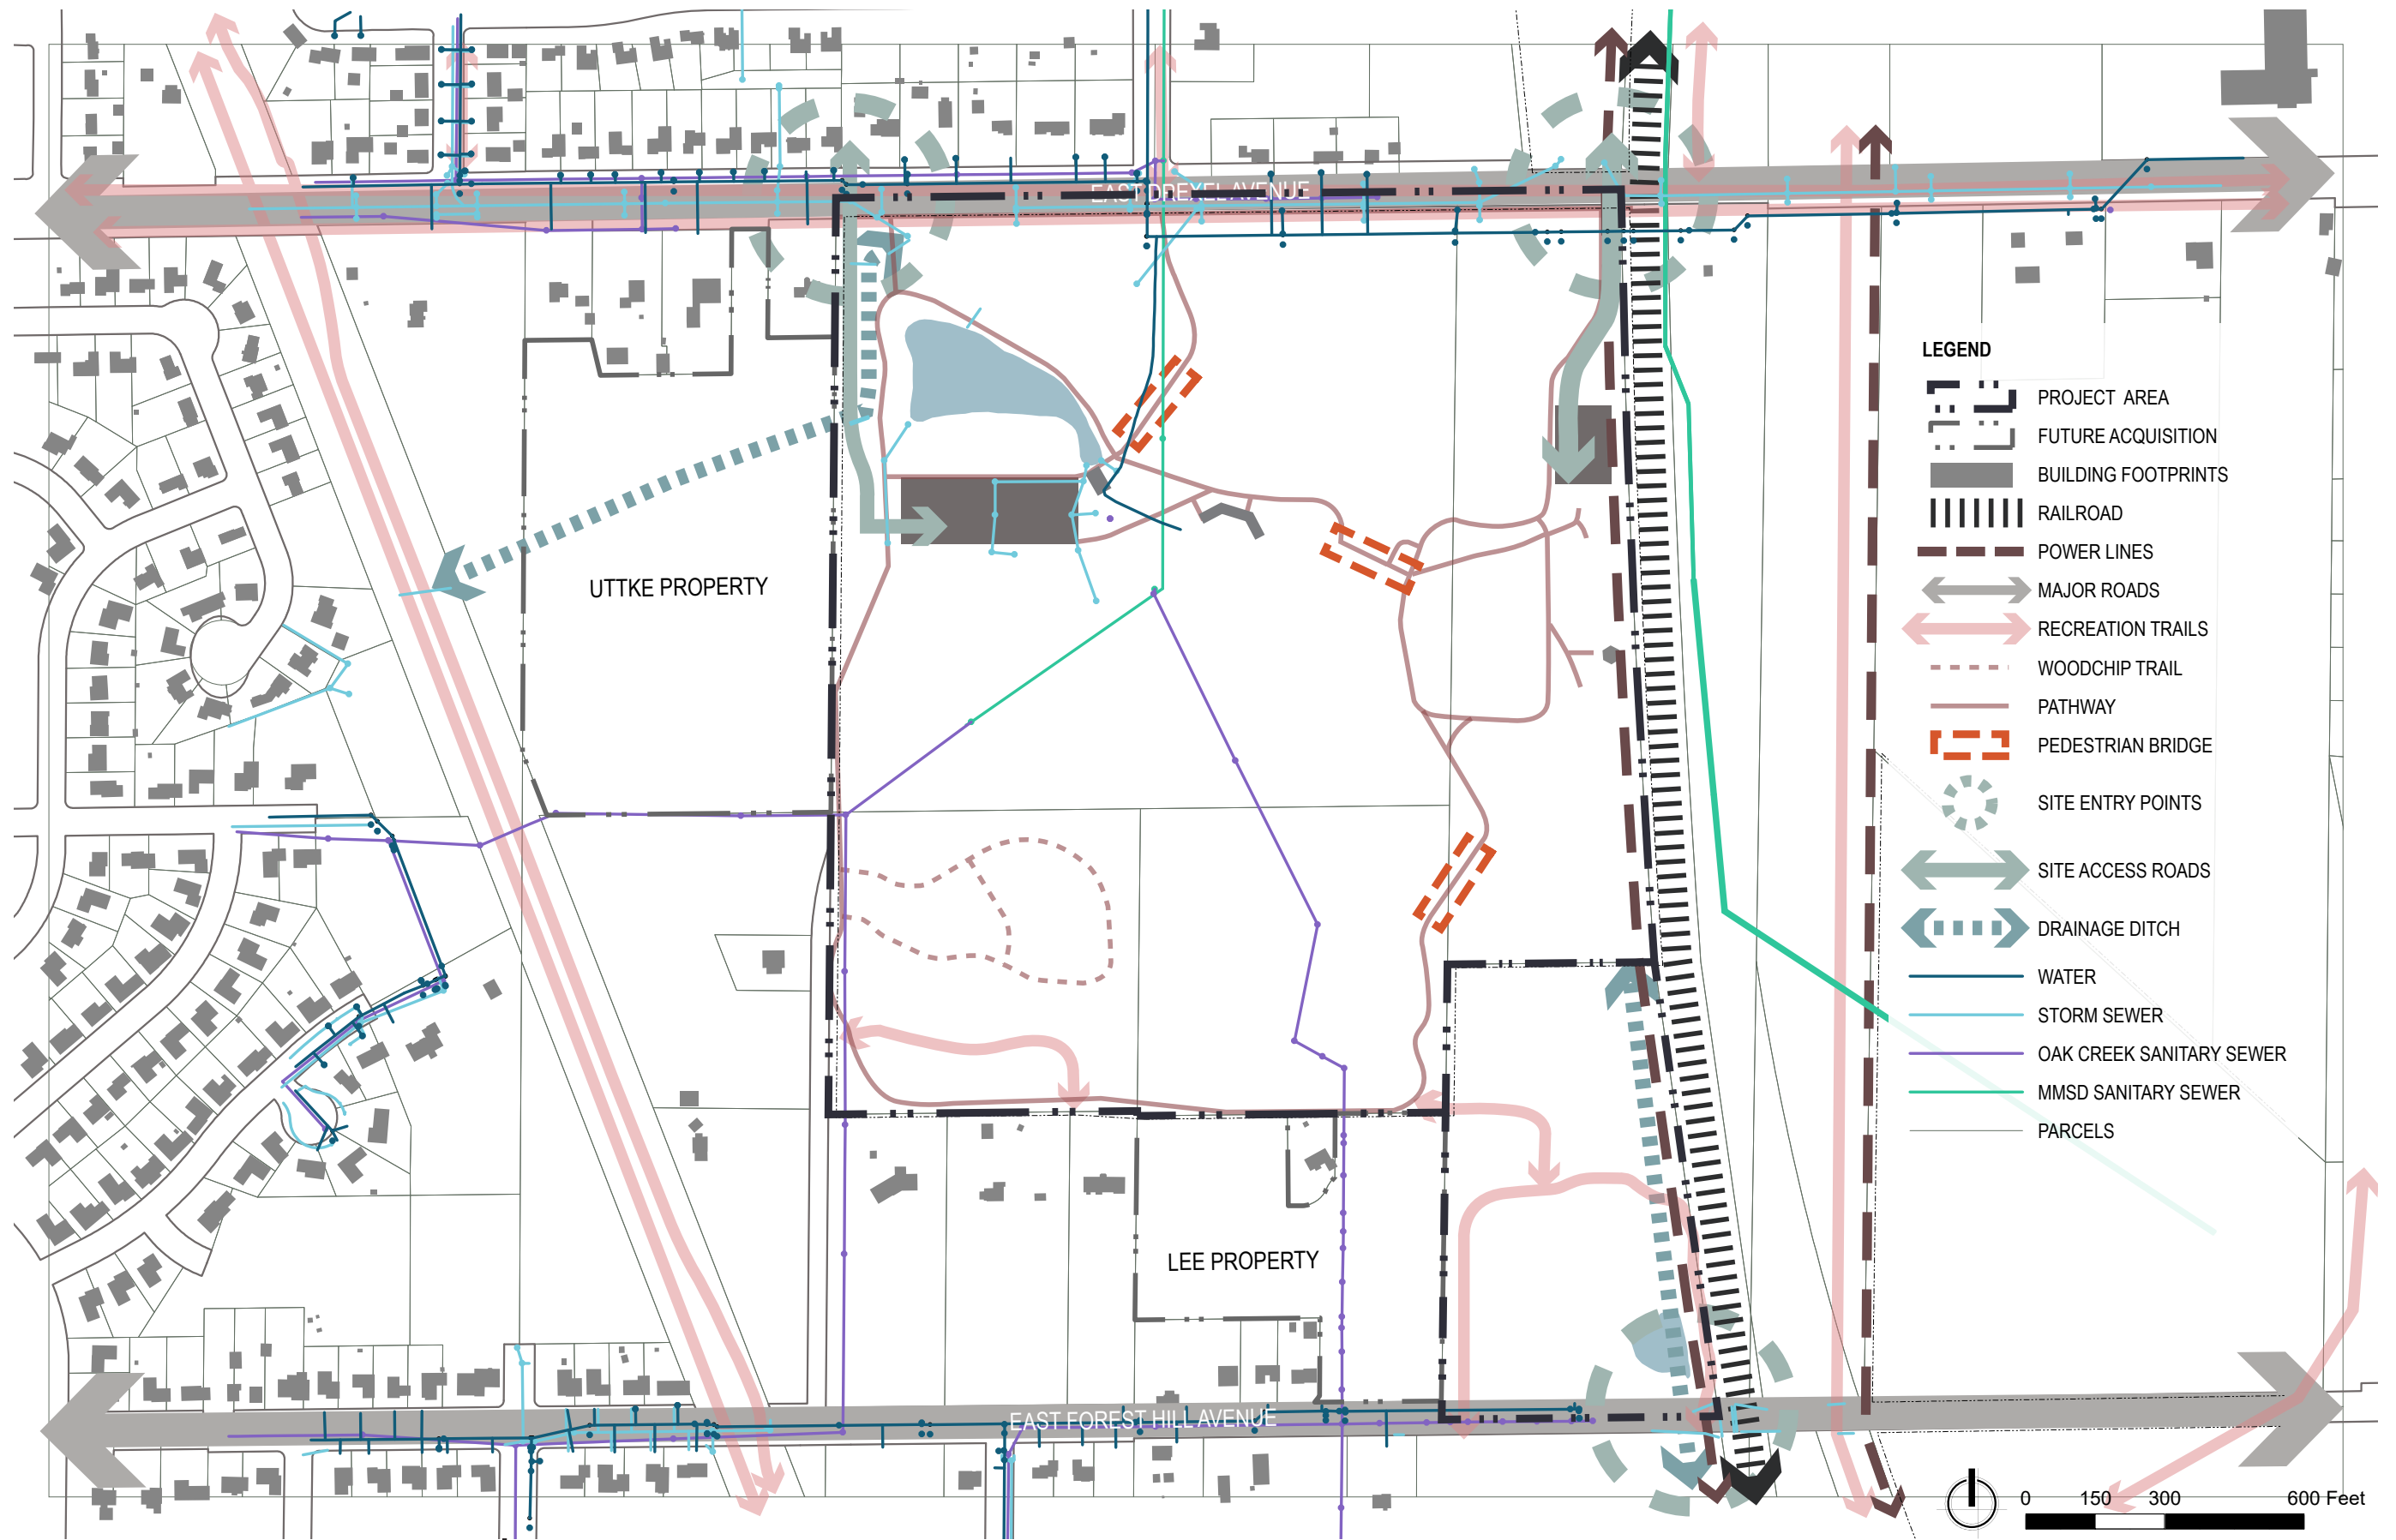 EAST DREXEL AVENUE
LEGEND
PROJECT AREA
FUTURE ACQUISITION
BUILDING FOOTPRINTS
RAILROAD
POWER LINES
MAJOR ROADS
RECREATION TRAILS
WOODCHIP TRAIL
PATHWAY
PEDESTRIAN BRIDGE
SITE ENTRY POINTS
SITE ACCESS ROADS
DRAINAGE DITCH
WATER
STORM SEWER
OAK CREEK SANITARY SEWER
MMSD SANITARY SEWER
PARCELS
UTTKE PROPERTY
LEE PROPERTY
EAST FOREST HILL AVENUE
0 150 300 600 Feet